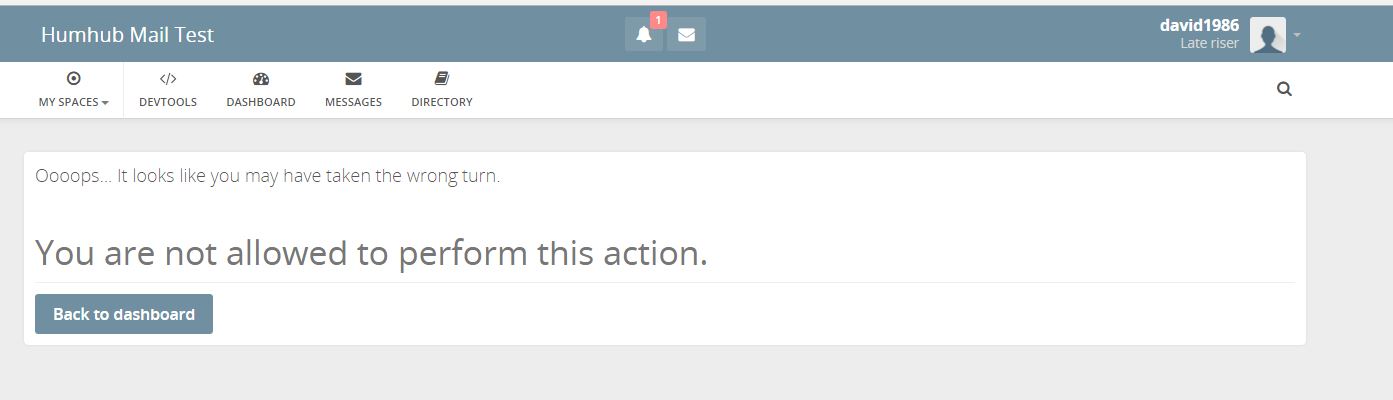 Humhub Mail Test
1
david1986
Late riser
MY SPACES
DEVTOOLS
DASHBOARD
MESSAGES
DIRECTORY
Oooops... It looks like you may have taken the wrong turn.
You are not allowed to perform this action.
Back to dashboard